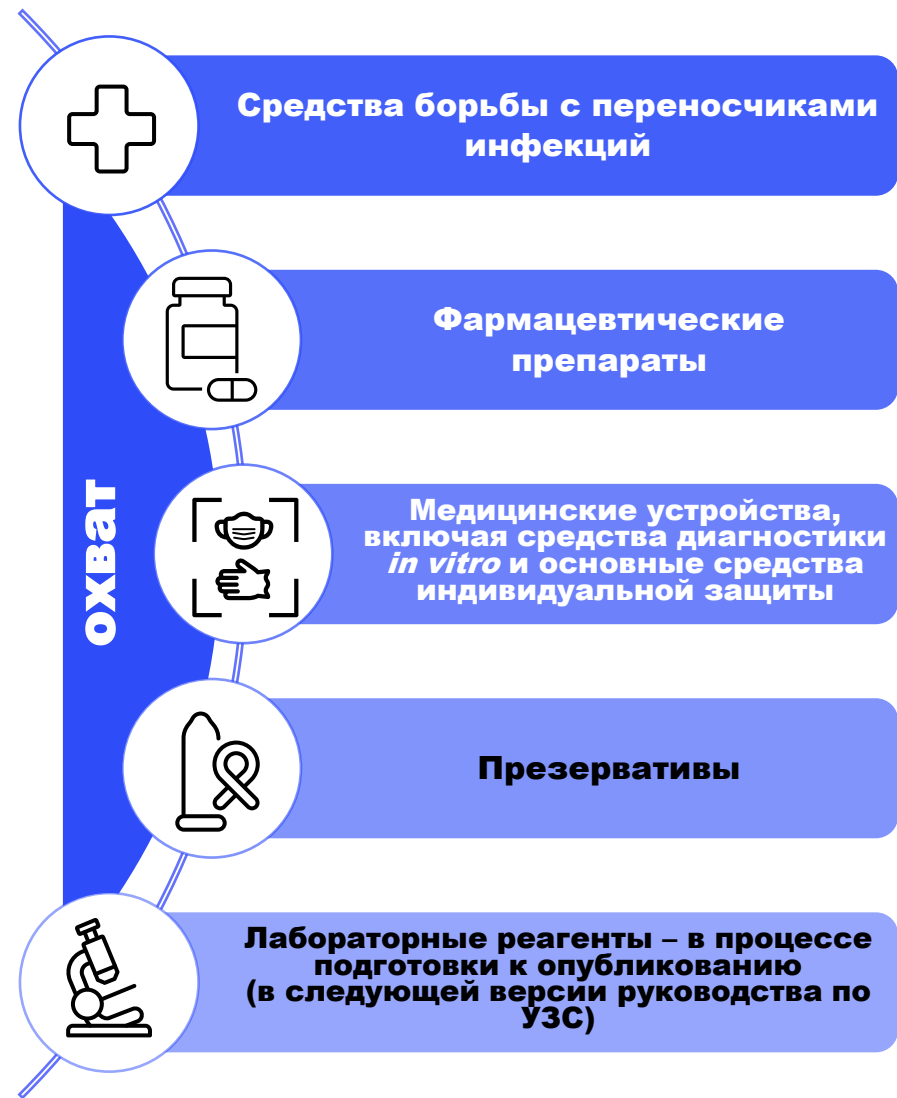 Средства борьбы с переносчиками
инфекций
Фармацевтические
препараты
охват
Медицинские устройства,
включая средства диагностики
in vitro и основные средства
индивидуальной защиты
Презервативы
Лабораторные реагенты – в процессе
подготовки к опубликованию
(в следующей версии руководства по
УЗС)